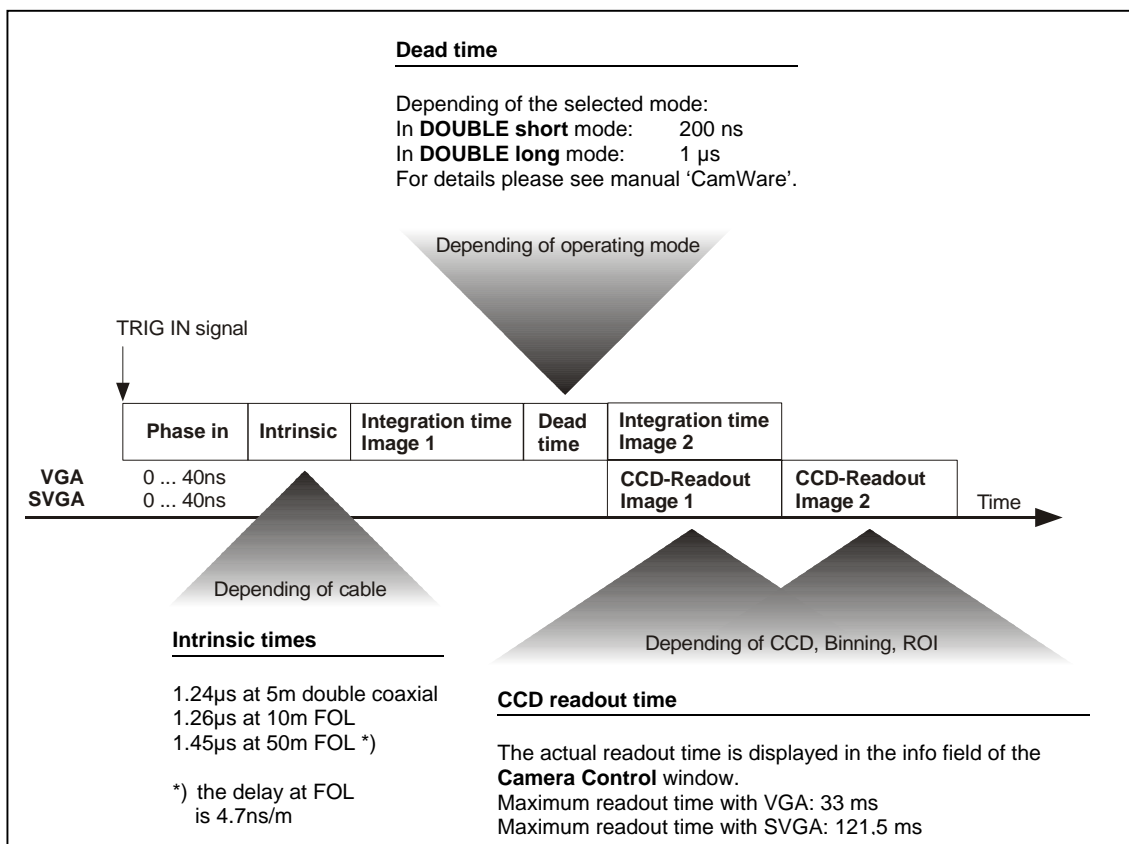 Dead time
Depending of the selected mode:
In DOUBLE short mode: 200 ns
In DOUBLE long mode: 1 µs
For details please see manual ‘CamWare’.
Depending of operating mode
TRIG IN signal
Phase in
Intrinsic
Integration time
Image 1
Dead
time
Integration time
Image 2
VGA 0 ... 40ns
SVGA 0 ... 40ns
CCD-Readout
Image 1
CCD-Readout
Image 2
Time
Depending of cable
Intrinsic times
1.24µs at 5m double coaxial
1.26µs at 10m FOL
1.45µs at 50m FOL *)
*) the delay at FOL
is 4.7ns/m
Depending of CCD, Binning, ROI
CCD readout time
The actual readout time is displayed in the info field of the
Camera Control window.
Maximum readout time with VGA: 33 ms
Maximum readout time with SVGA: 121,5 ms